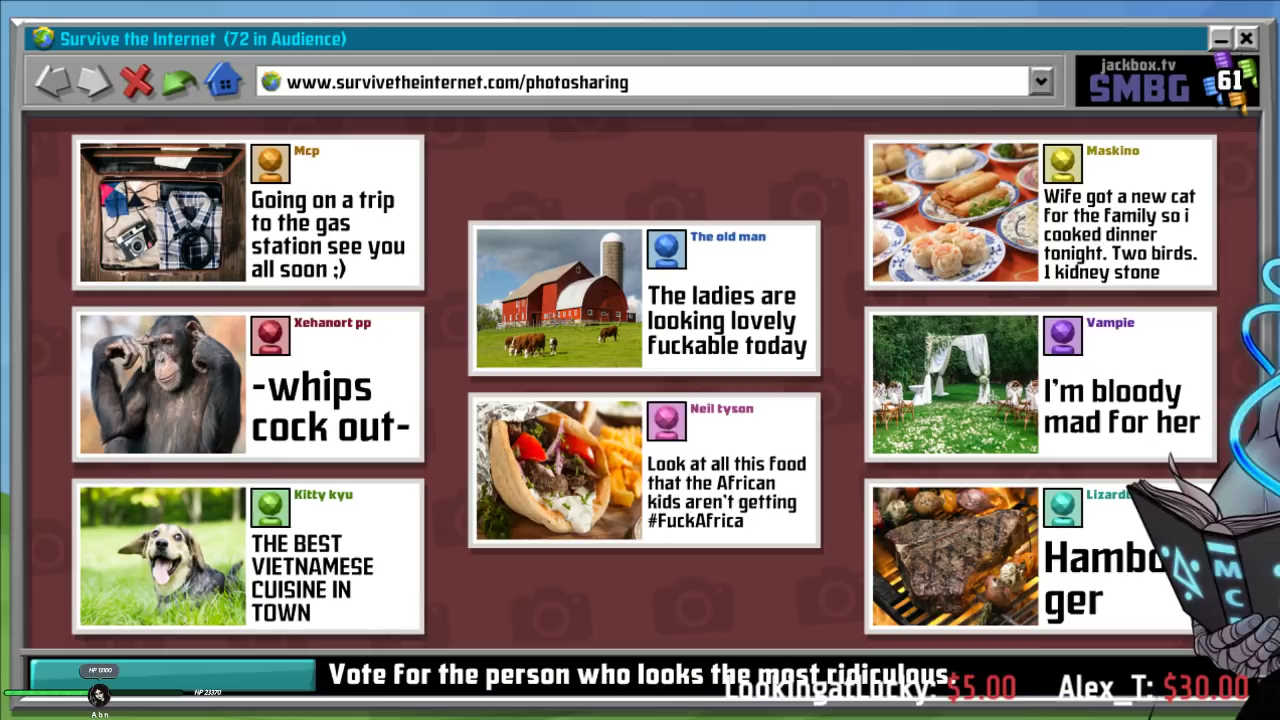 Survive the Internet (72 in Audience)
www.survivetheinternet.com/photosharing
jackbox.tv
SMBG
61
Mcp
Going on a trip
to the gas
station see you
all soon ;)
Xehanort pp
-whips
cock out-
Kitty kyu
THE BEST
VIETNAMESE
CUISINE IN
TOWN
The old man
The ladies are
looking lovely
fuckable today
Neil tyson
Look at all this food
that the African
kids aren't getting
#FuckAfrica
Maskino
Wife got a new cat
for the family so i
cooked dinner
tonight. Two birds.
1 kidney stone
Vampie
I'm bloody
mad for her
Hambo
ger
M
C
Vote for the person who looks the most ridiculous.
$5.00
Alex_T: $30.00
HP 23370
Abn